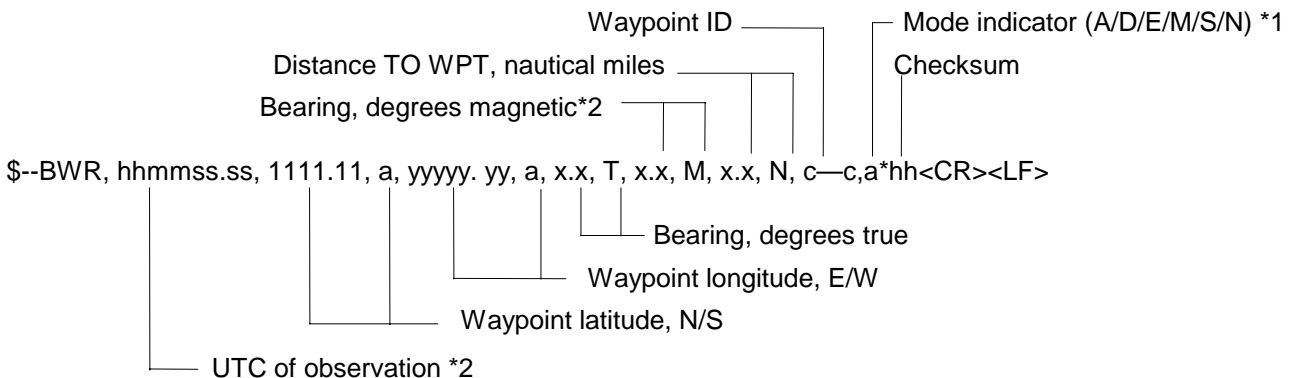 Waypoint ID
Mode indicator (A/D/E/M/S/N) *1
Distance TO WPT, nautical miles
Checksum
Bearing, degrees magnetic*2
$--BWR, hhmmss.ss, 1111.11, a, yyyyy. yy, a, x.x, T, x.x, M, x.x, N, c—c,a*hh<CR><LF>
Bearing, degrees true
Waypoint longitude, E/W
Waypoint latitude, N/S
UTC of observation *2